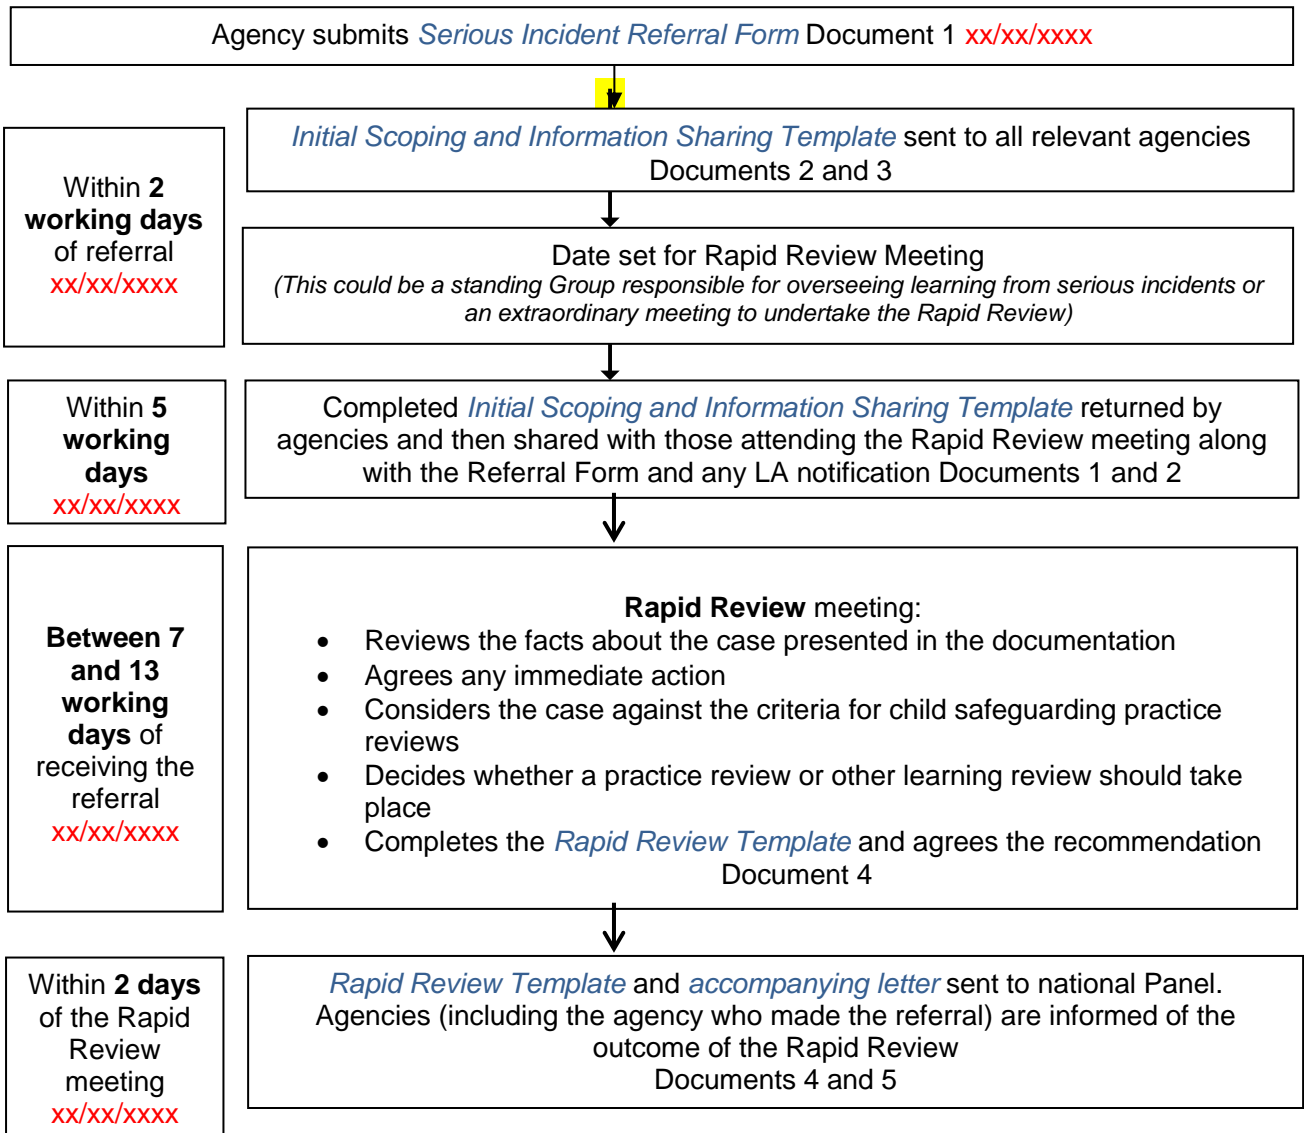 Agency submits Serious Incident Referral Form Document 1 xx/xx/xxxx
Within 2
working days
of referral
xx/xx/xxxx
Initial Scoping and Information Sharing Template sent to all relevant agencies
Documents 2 and 3
Date set for Rapid Review Meeting
(This could be a standing Group responsible for overseeing learning from serious incidents or
an extraordinary meeting to undertake the Rapid Review)
Within 5
working
days
xx/xx/xxxx
Completed Initial Scoping and Information Sharing Template returned by
agencies and then shared with those attending the Rapid Review meeting along
with the Referral Form and any LA notification Documents 1 and 2
Between 7
and 13
working
days of
receiving the
referral
xx/xx/xxxx
Rapid Review meeting:
• Reviews the facts about the case presented in the documentation
• Agrees any immediate action
• Considers the case against the criteria for child safeguarding practice
reviews
• Decides whether a practice review or other learning review should take
place
• Completes the Rapid Review Template and agrees the recommendation
Document 4
Within 2 days
of the Rapid
Review
meeting
xx/xx/xxxx
Rapid Review Template and accompanying letter sent to national Panel.
Agencies (including the agency who made the referral) are informed of the
outcome of the Rapid Review
Documents 4 and 5